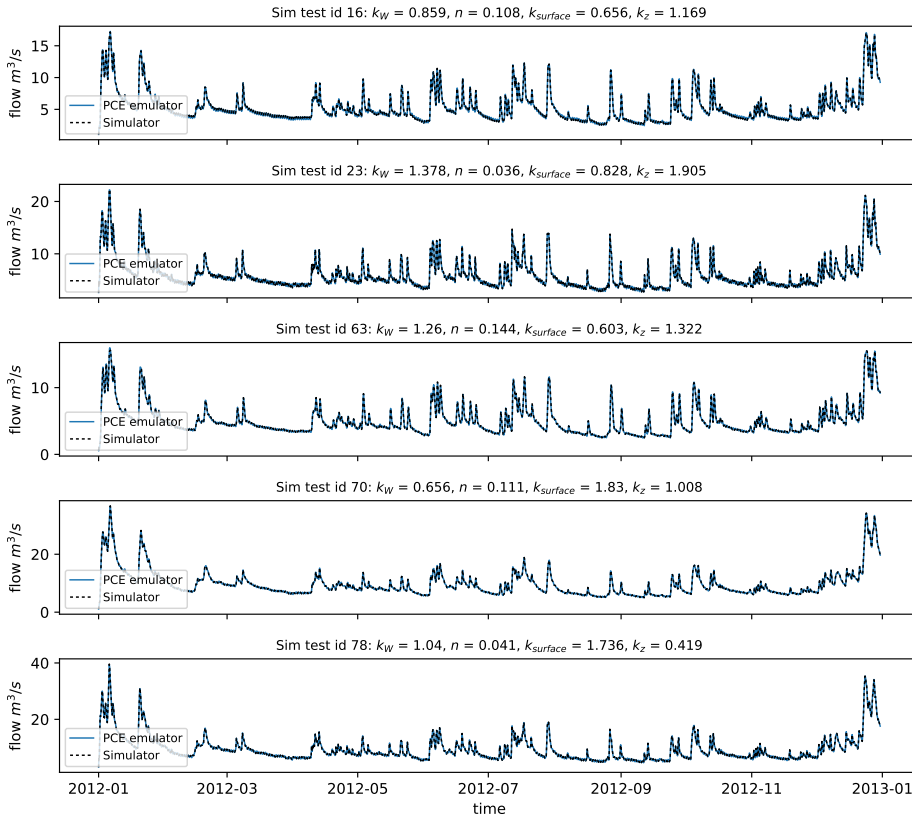 Sim test id 16: k_W = 0.859, n = 0.108, k_surface = 0.656, k_z = 1.169
15
10
5
flow m³/s
PCE emulator
Simulator
Sim test id 23: k_W = 1.378, n = 0.036, k_surface = 0.828, k_z = 1.905
20
10
flow m³/s
PCE emulator
Simulator
Sim test id 63: k_W = 1.26, n = 0.144, k_surface = 0.603, k_z = 1.322
10
0
flow m³/s
PCE emulator
Simulator
Sim test id 70: k_W = 0.656, n = 0.111, k_surface = 1.83, k_z = 1.008
20
0
flow m³/s
PCE emulator
Simulator
Sim test id 78: k_W = 1.04, n = 0.041, k_surface = 1.736, k_z = 0.419
40
20
flow m³/s
PCE emulator
Simulator
2012-01 2012-03 2012-05 2012-07 2012-09 2012-11 2013-01
time